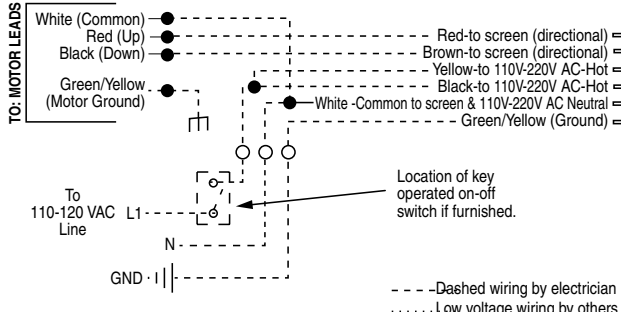 TO: MOTOR LEADS
White (Common)
Red (Up)
Black (Down)
Green/Yellow
(Motor Ground)
Red-to screen (directional)
Brown-to screen (directional)
Yellow-to 110V-220V AC-Hot
Black-to 110V-220V AC-Hot
White -Common to screen & 110V-220V AC Neutral
Green/Yellow (Ground)
To
110-120 VAC L1
Line
N
GND
Location of key
operated on-off
switch if furnished.
Dashed wiring by electrician
Low voltage wiring by others